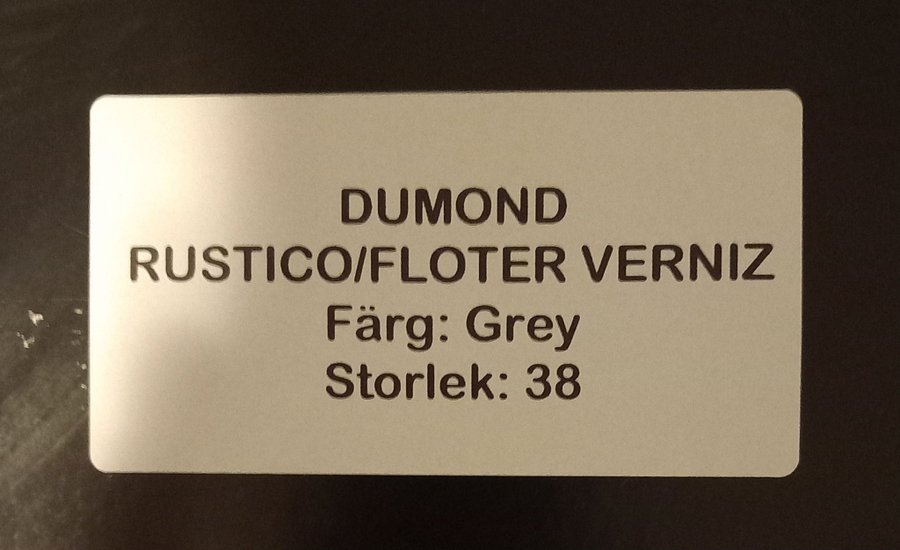 DUMOND
RUSTICO/FLOTER VERNIZ
Färg: Grey
Storlek: 38